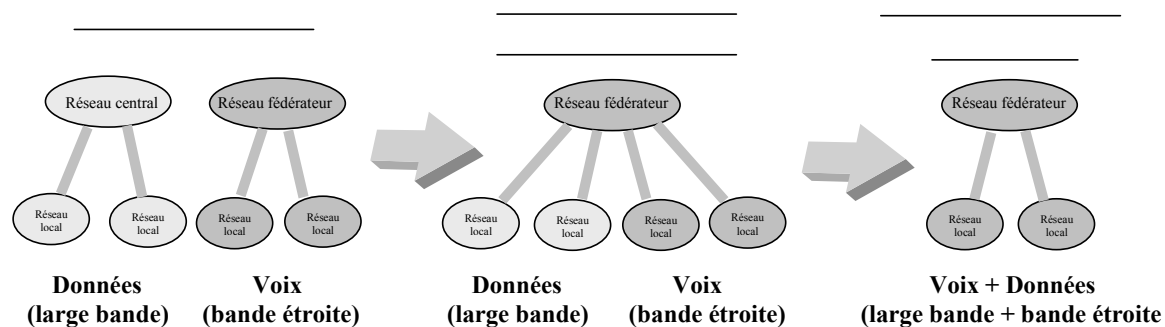 Réseau central
Réseau fédérateur
Réseau
local
Réseau
local
Réseau
local
Réseau
local
Données
(large bande)
Voix
(bande étroite)
Réseau fédérateur
Réseau
local
Réseau
local
Réseau
local
Réseau
local
Données
(large bande)
Voix
(bande étroite)
Réseau fédérateur
Réseau
local
Réseau
local
Voix + Données
(large bande + bande étroite